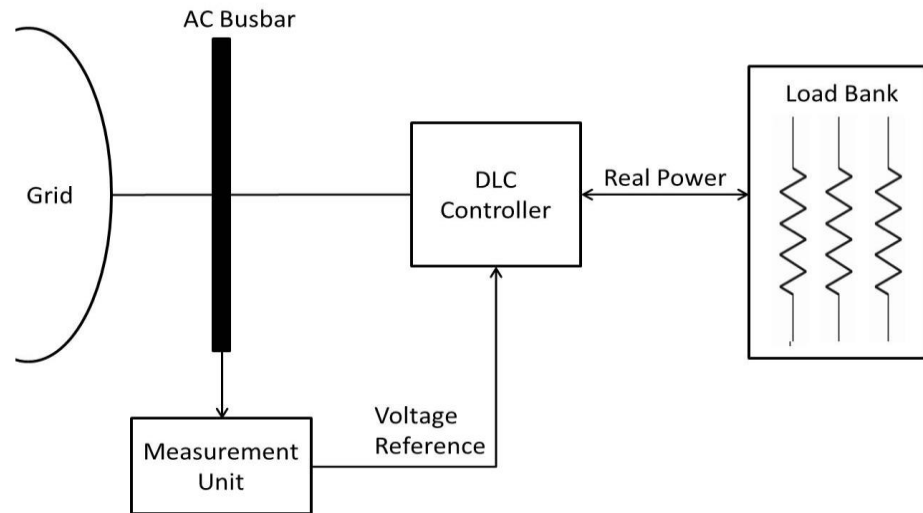 AC Busbar
Grid
DLC
Controller
Real Power
Load Bank
Voltage
Reference
Measurement
Unit